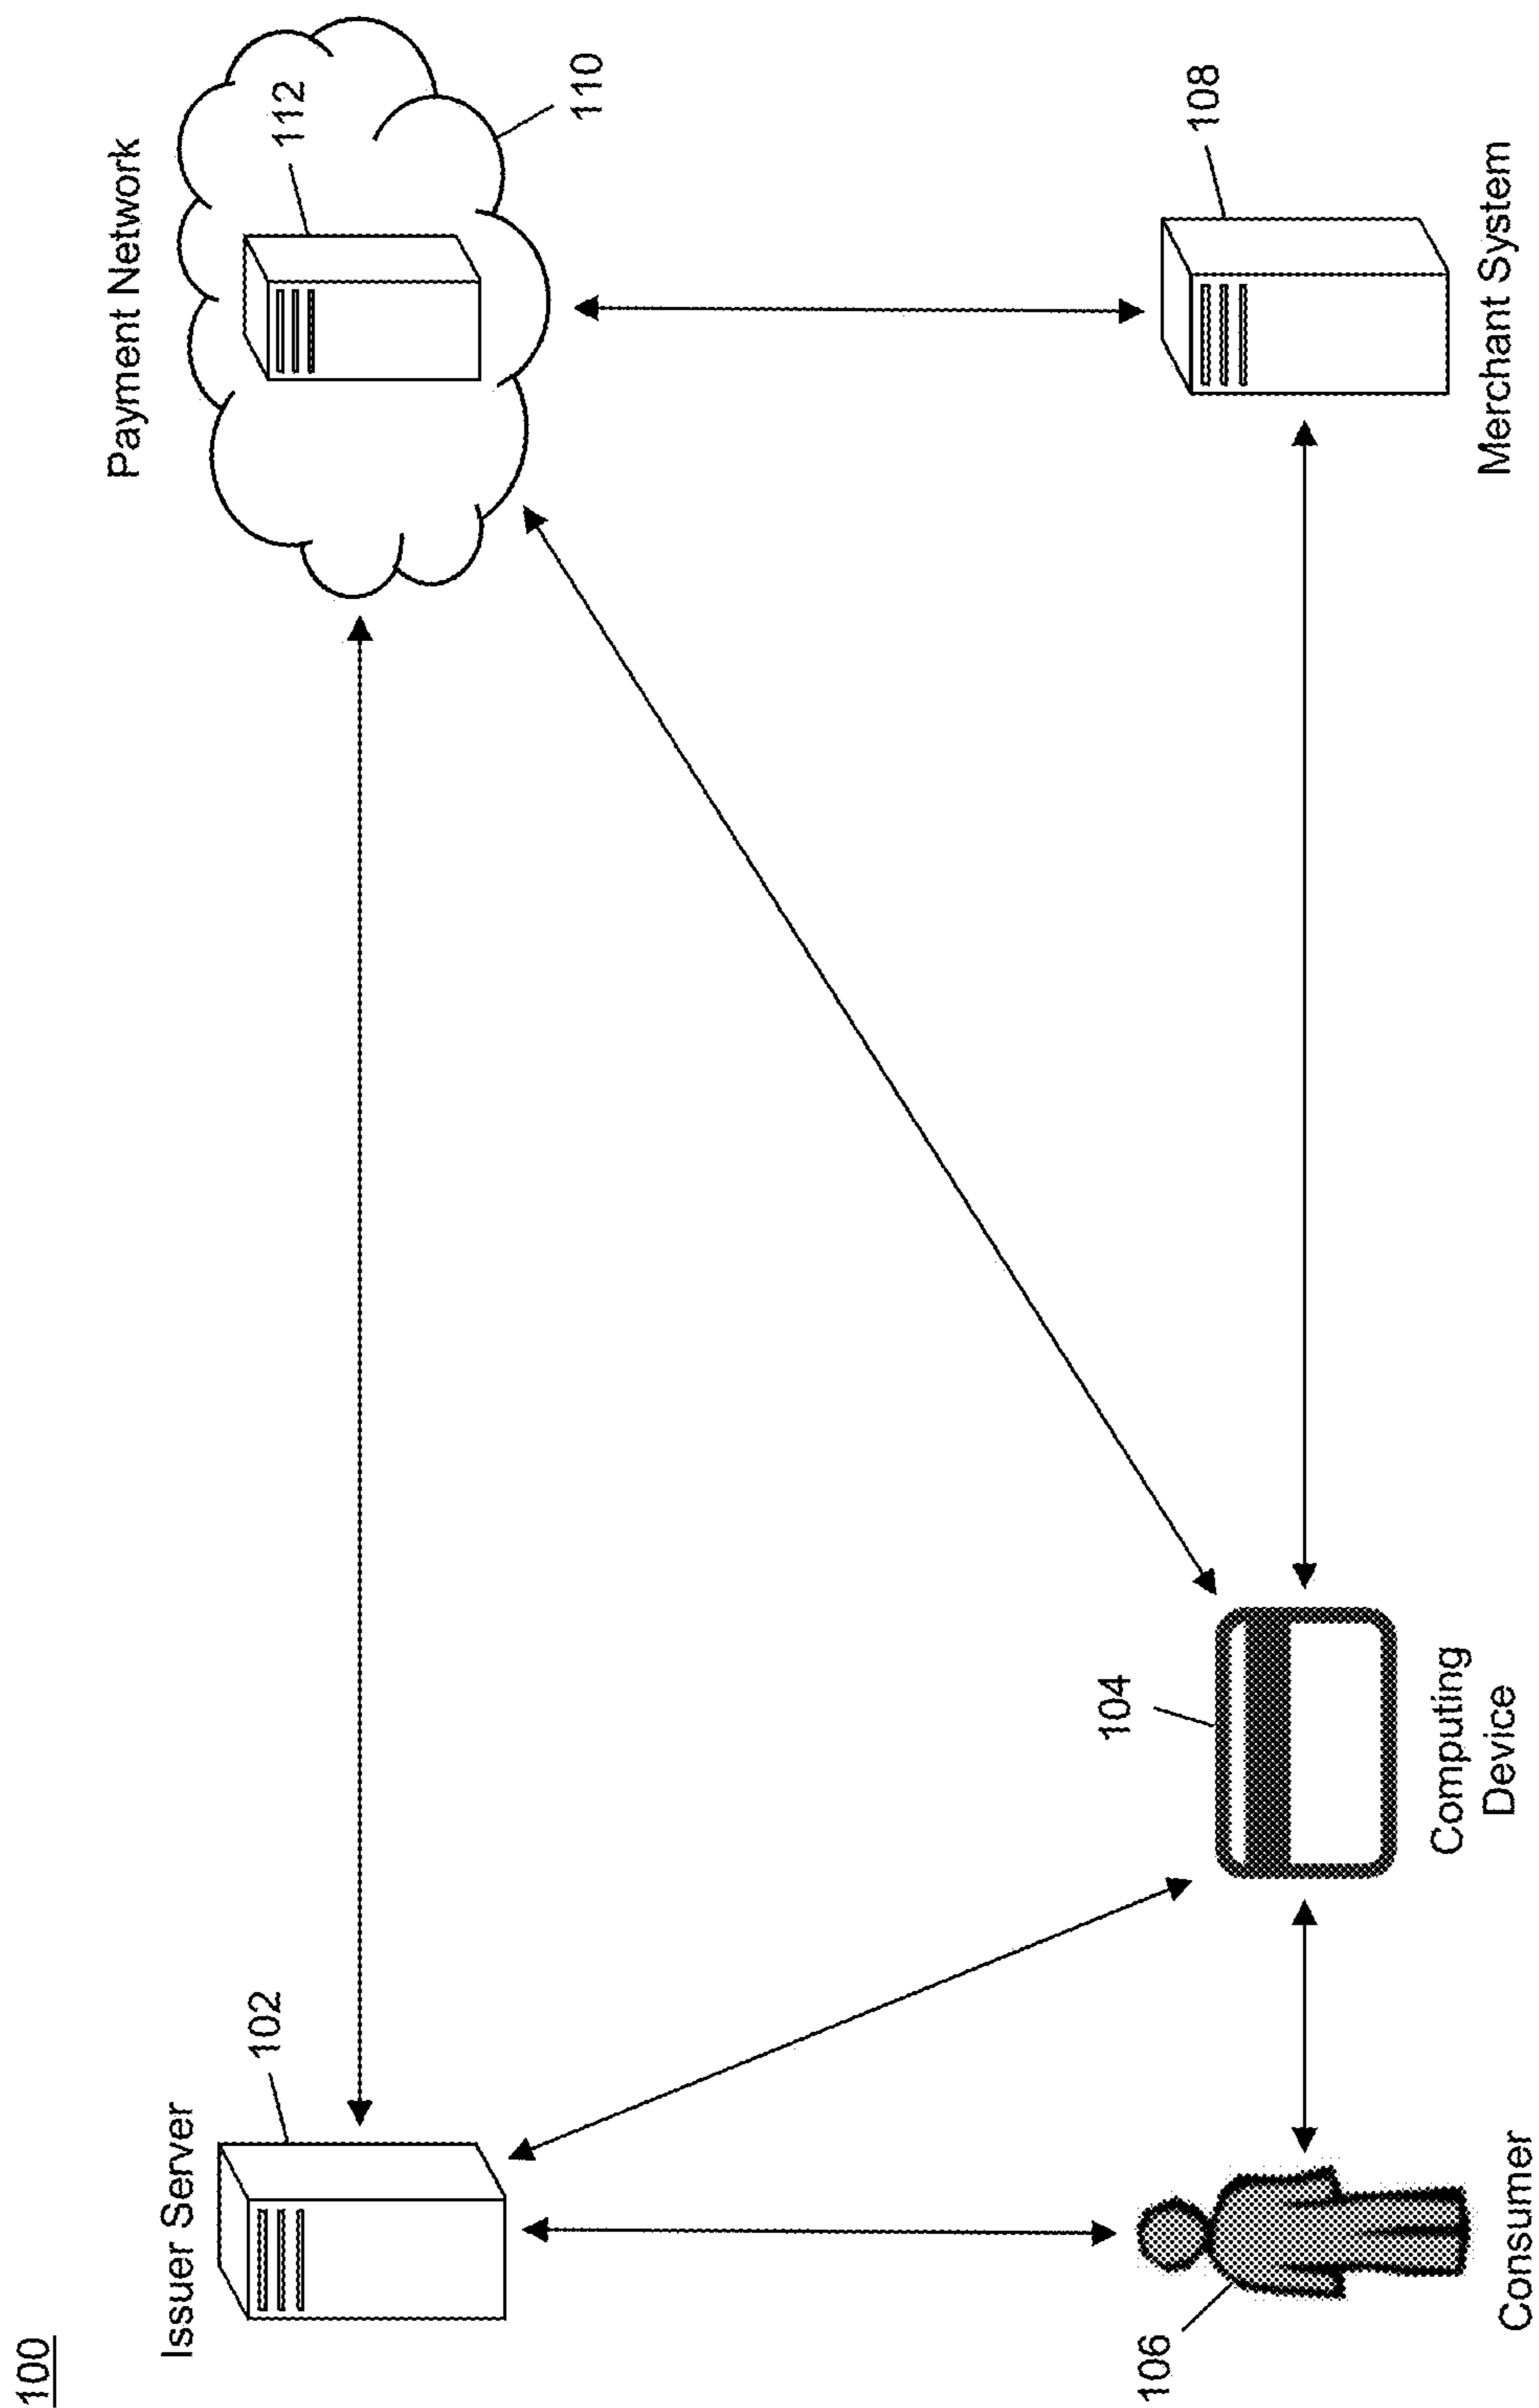 100
Issuer Server
102
Payment Network
112
110
106
Consumer
104
Computing
Device
108
Merchant System